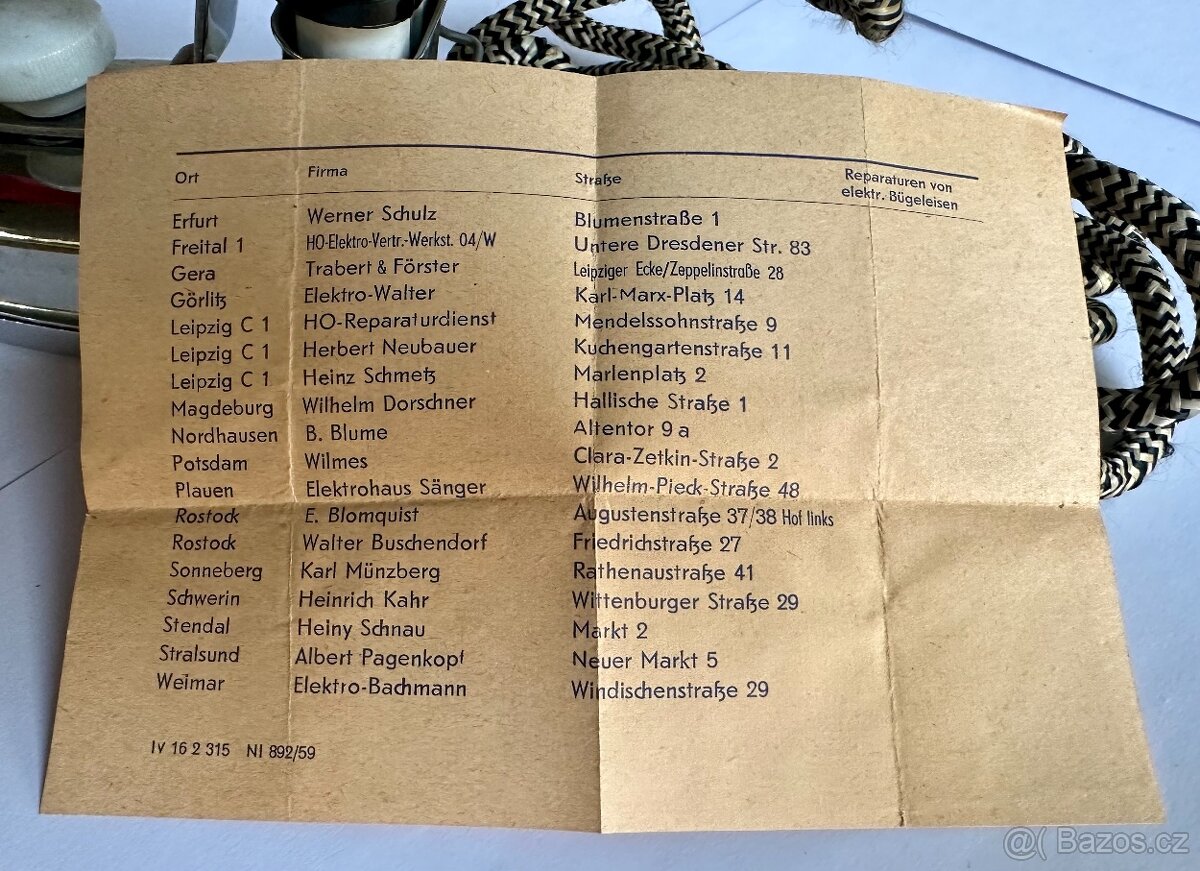 Ort Firma Straße Reparaturen von
elektr. Bügeleisen
Erfurt Werner Schulz Blumenstraße 1
Freital 1 HO-Elektro-Vertr.-Werkst. 04/W Untere Dresdener Str. 83
Gera Trabert & Förster Leipziger Ecke/Zeppelinstraße 28
Görlitz Elektro-Walter Karl-Marx-Platz 14
Leipzig C 1 HO-Reparaturdienst Mendelssohnstraße 9
Leipzig C 1 Herbert Neubauer Kuchengartenstraße 11
Leipzig C 1 Heinz Schmetz Marienplatz 2
Magdeburg Wilhelm Dorschner Hallische Straße 1
Nordhausen B. Blume Altentor 9 a
Potsdam Wilmes Clara-Zetkin-Straße 2
Plauen Elektrohaus Sänger Wilhelm-Pieck-Straße 48
Rostock E. Blomquist Augustenstraße 37/38 Hof links
Rostock Walter Buschendorf Friedrichstraße 27
Sonneberg Karl Münzberg Rathenaustraße 41
Schwerin Heinrich Kahr Wittenburger Straße 29
Stendal Heiny Schnau Markt 2
Stralsund Albert Pagenkopf Neuer Markt 5
Weimar Elektro-Bachmann Windischenstraße 29
IV 16 2 315 NI 892/59
@( Bazos.cz